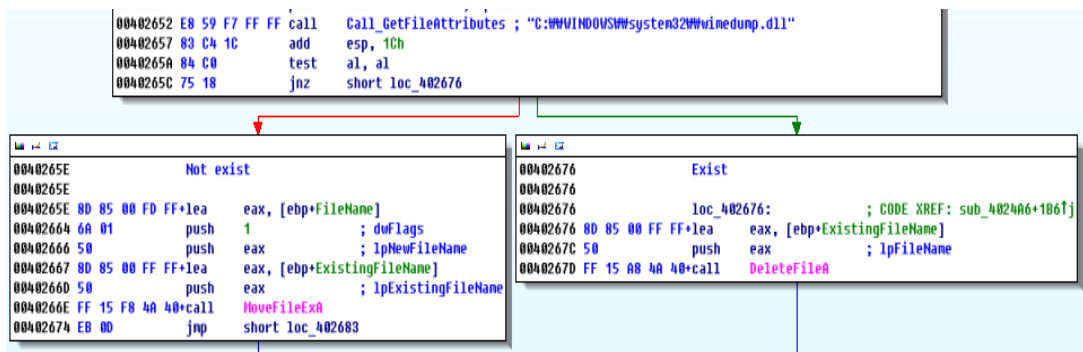 00402652 E8 59 F7 FF FF call Call_GetFileAttributes ; "C:₩₩WINDOWS₩₩system32₩₩wimedump.dll"
00402657 83 C4 1C add esp, 1Ch
0040265A 84 C0 test al, al
0040265C 75 18 jnz short loc_402676
0040265E Not exist
0040265E
0040265E 8D 85 00 FD FF+lea eax, [ebp+FileName]
00402664 6A 01 push 1 ; dwFlags
00402666 50 push eax ; lpNewFileName
00402667 8D 85 00 FF FF+lea eax, [ebp+ExistingFileName]
0040266D 50 push eax ; lpExistingFileName
0040266E FF 15 F8 4A 40+call MoveFileExA
00402674 EB 0D jmp short loc_402683
00402676 Exist
00402676
00402676 loc_402676: ; CODE XREF: sub_4024A6+1B6↑j
00402676 8D 85 00 FF FF+lea eax, [ebp+ExistingFileName]
0040267C 50 push eax ; lpFileName
0040267D FF 15 A8 4A 40+call DeleteFileA